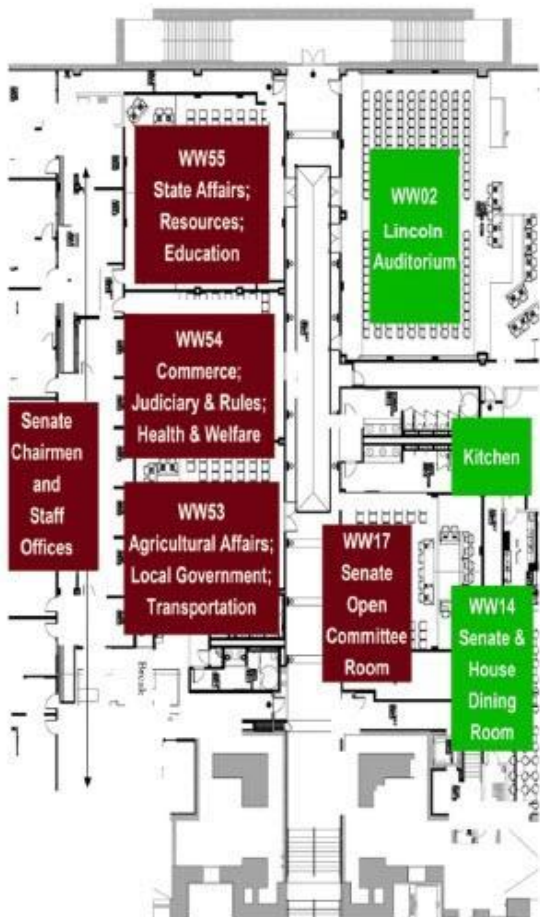 WW55
State Affairs;
Resources;
Education
WW02
Lincoln
Auditorium
WW54
Commerce;
Judiciary & Rules;
Health & Welfare
Senate
Chairmen
and
Staff
Offices
Kitchen
WW53
Agricultural Affairs;
Local Government;
Transportation
WW17
Senate
Open
Committee
Room
WW14
Senate &
House
Dining
Room